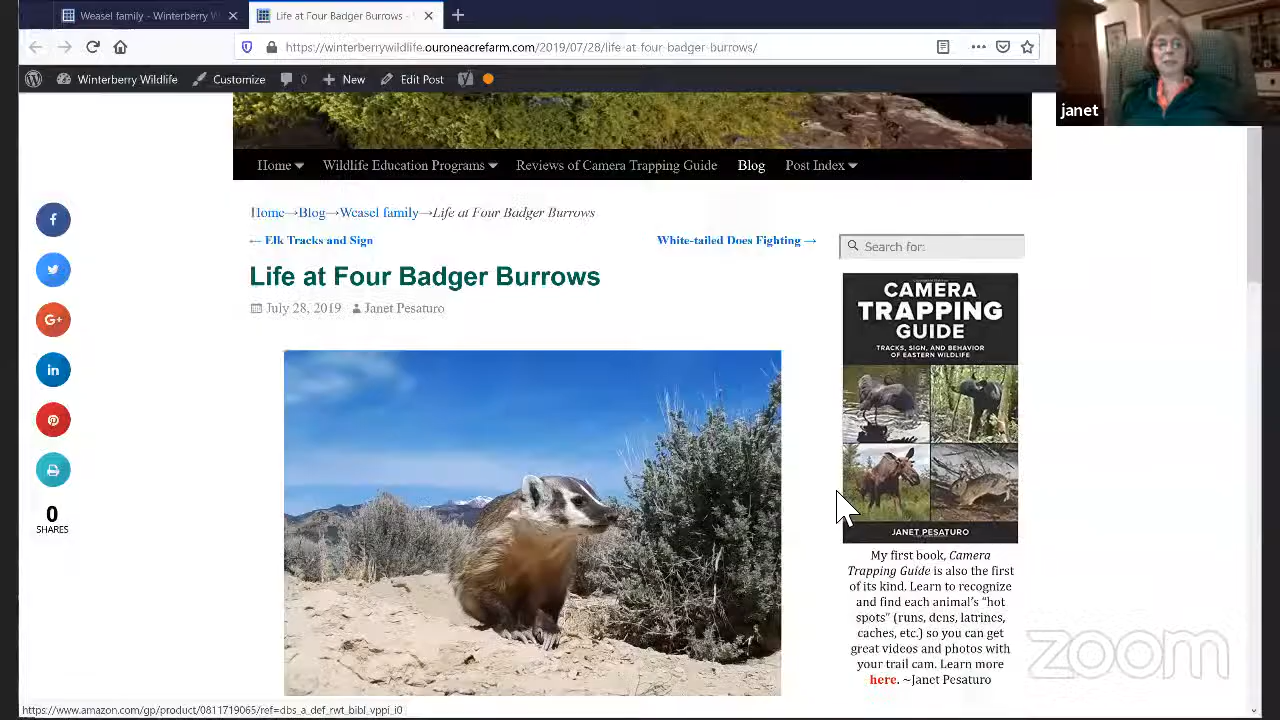 Weasel family - Winterberry W
Life at Four Badger Burrows -
https://winterberrywildlife.ouroneacrefarm.com/2019/07/28/life-at-four-badger-burrows/
Winterberry Wildlife
Customize
0
New
Edit Post
janet
Home
Wildlife Education Programs
Reviews of Camera Trapping Guide
Blog
Post Index
Home→Blog→Weasel family→Life at Four Badger Burrows
← Elk Tracks and Sign
White-tailed Does Fighting →
Search for:
Life at Four Badger Burrows
July 28, 2019
Janet Pesaturo
f
G+
in
0
SHARES
CAMERA
TRAPPING
GUIDE
TRACKS, SIGN, AND BEHAVIOR
OF EASTERN WILDLIFE
JANET PESATURO
My first book, Camera
Trapping Guide is also the first
of its kind. Learn to recognize
and find each animal's "hot
spots" (runs, dens, latrines,
caches, etc.) so you can get
great videos and photos with
your trail cam. Learn more
here. ~Janet Pesaturo
zoom
https://www.amazon.com/gp/product/0811719065/ref=dbs_a_def_rwt_bibl_vppi_i0